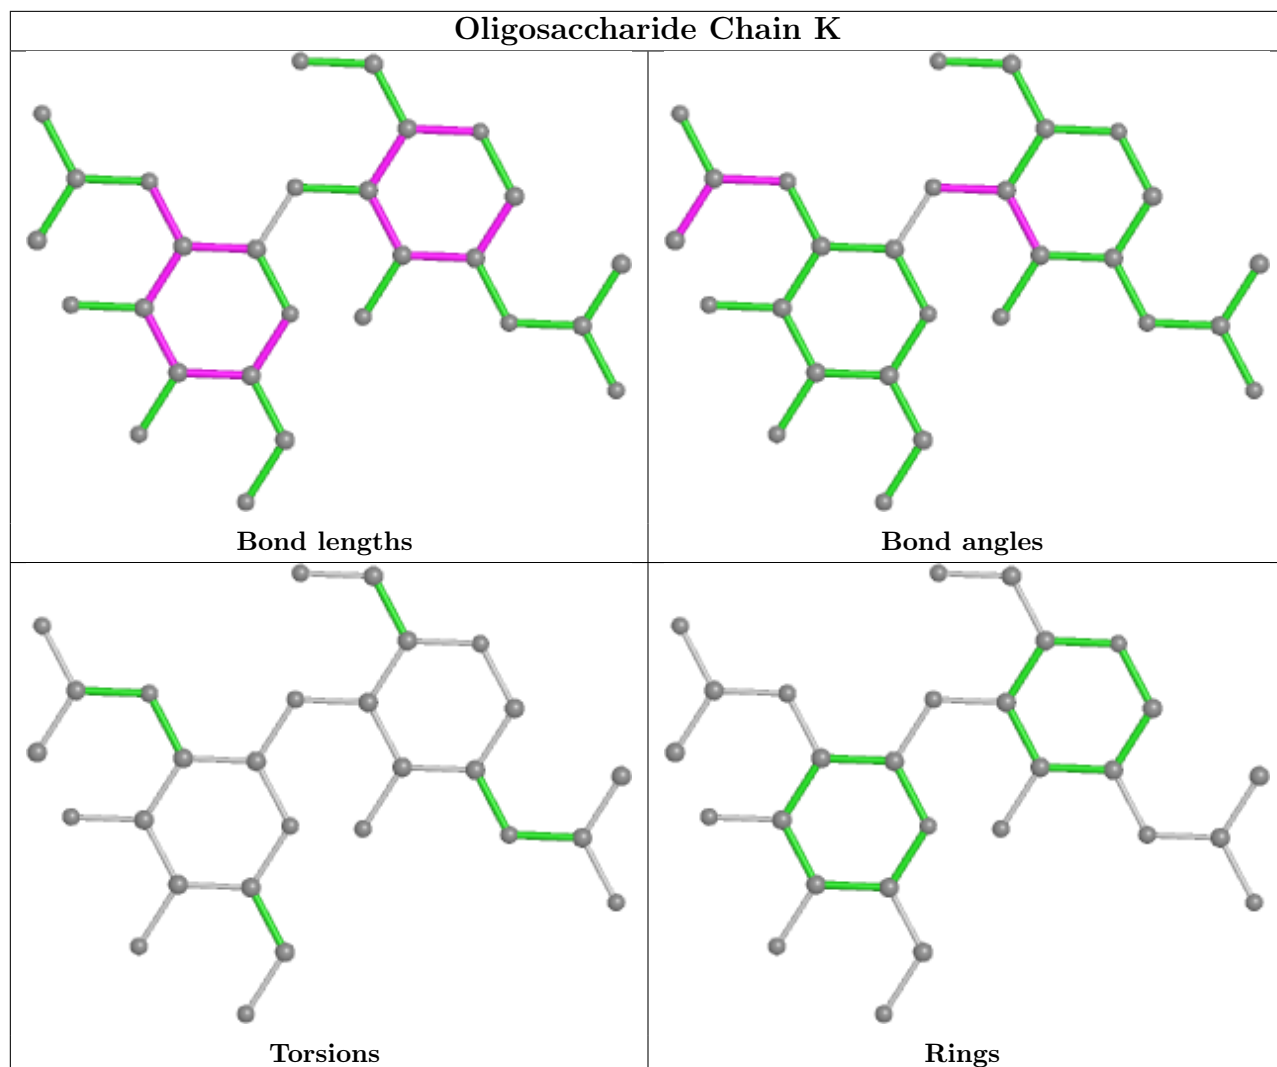 Oligosaccharide Chain K
Bond lengths
Bond angles
Torsions
Rings